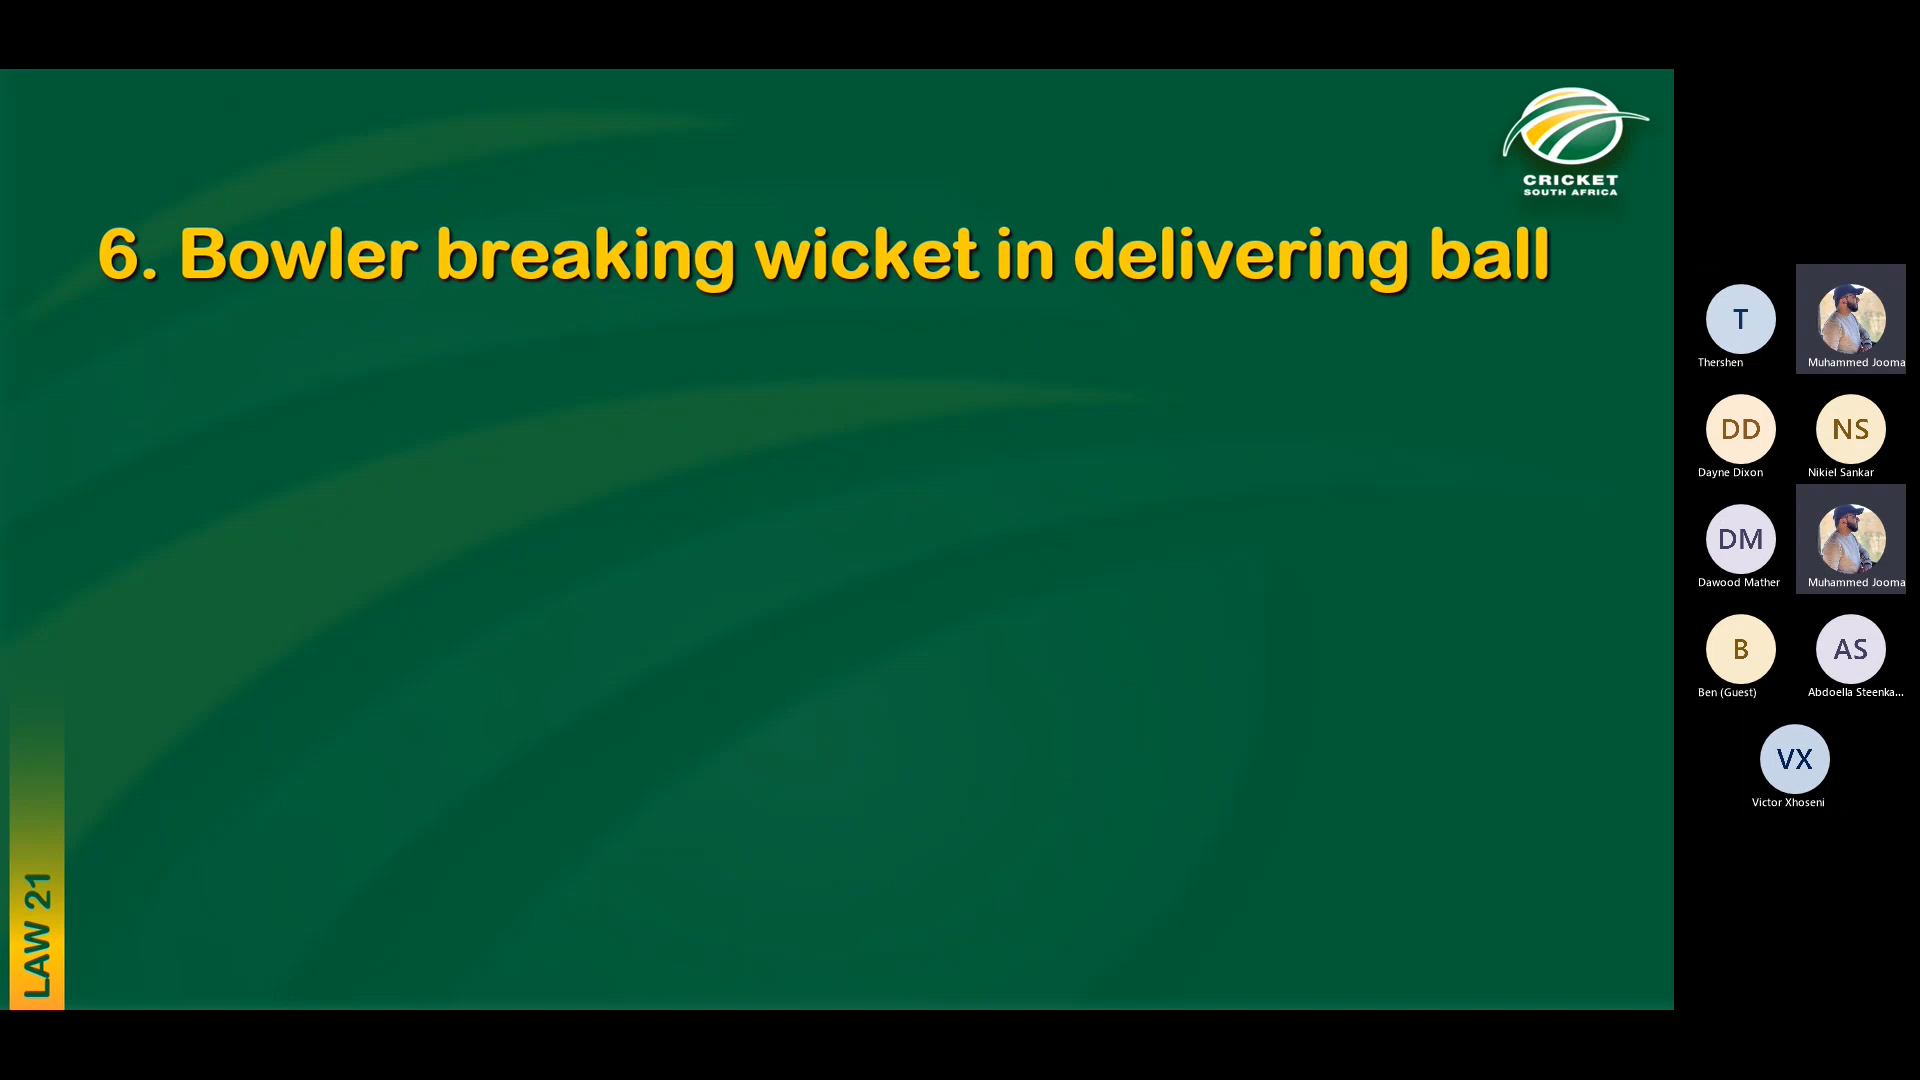 CRICKET
SOUTH AFRICA
6. Bowler breaking wicket in delivering ball
LAW 21
T
Thershen
Muhammed Jooma
DD
Dayne Dixon
NS
Nikiel Sankar
DM
Dawood Mather
Muhammed Jooma
B
Ben (Guest)
AS
Abdoella Steenka...
VX
Victor Xhoseni